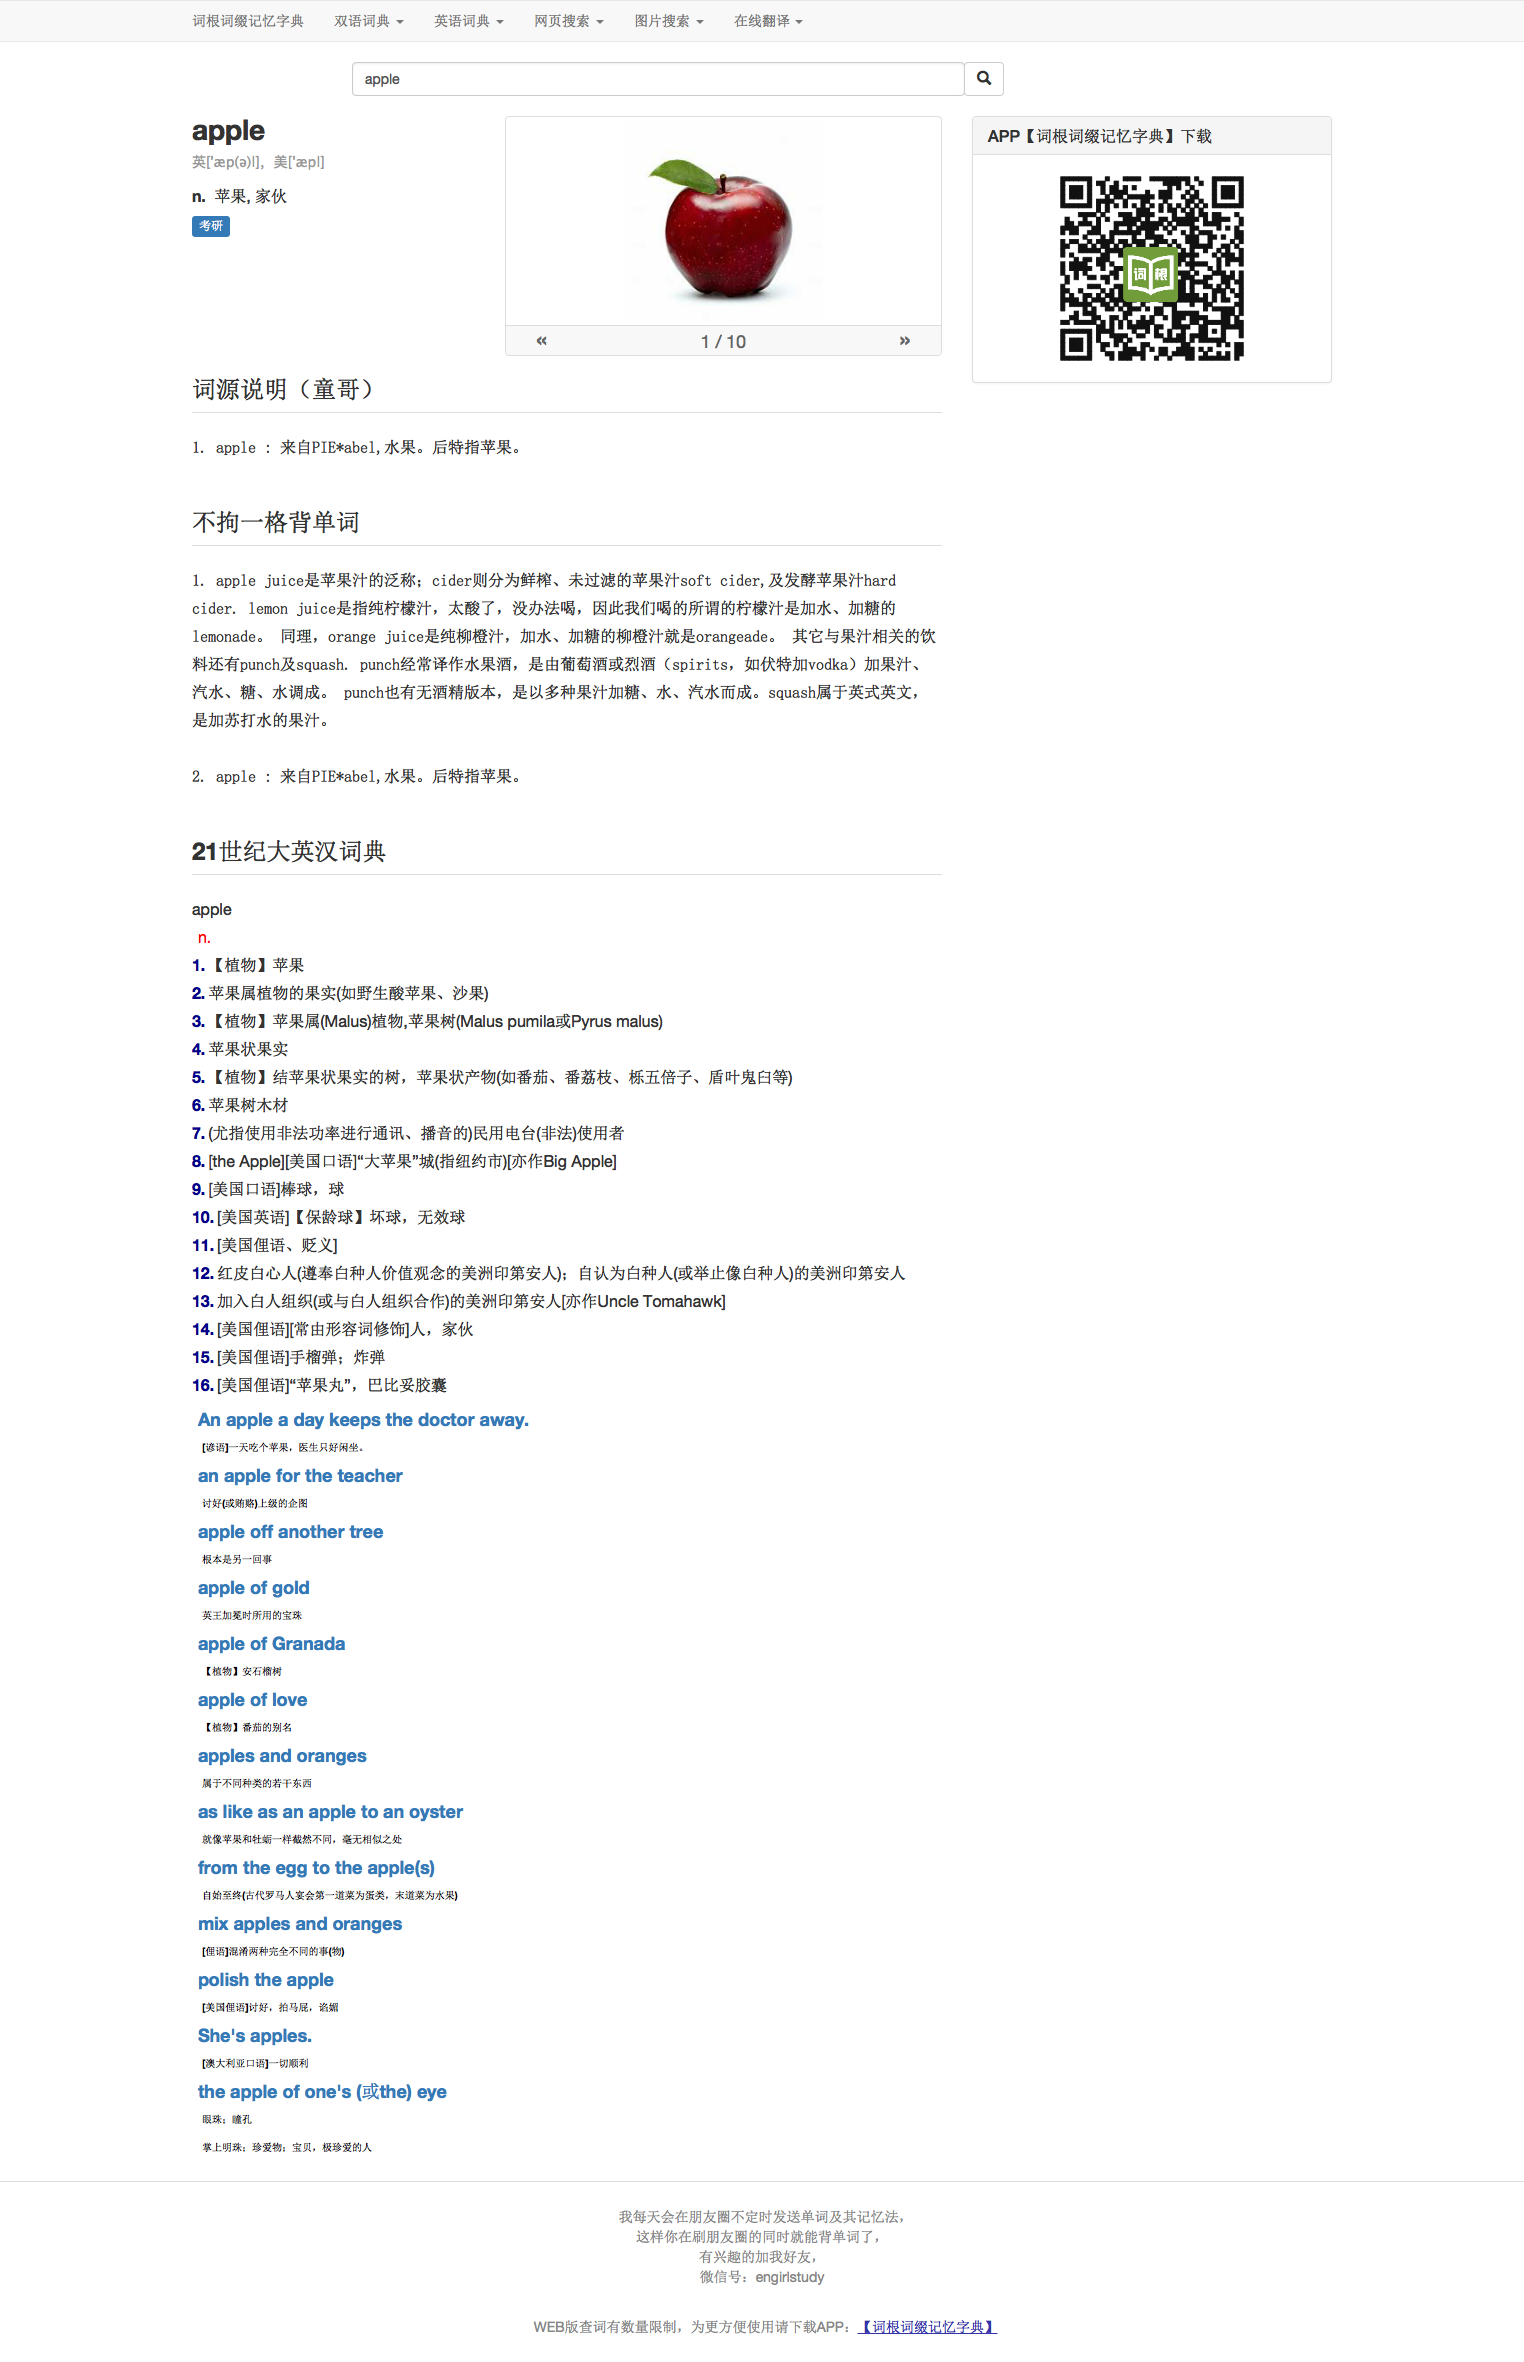 词根词缀记忆字典 双语词典 英语词典 网页搜索 图片搜索 在线翻译
apple
apple
英['æp(ə)l]，美['æpl]
n. 苹果, 家伙
考研
1 / 10
APP【词根词缀记忆字典】下载
词根
词源说明（童哥）
1. apple : 来自PIE*abel,水果。后特指苹果。
不拘一格背单词
1. apple juice是苹果汁的泛称；cider则分为鲜榨、未过滤的苹果汁soft cider,及发酵苹果汁hard
cider. lemon juice是指纯柠檬汁，太酸了，没办法喝，因此我们喝的所谓的柠檬汁是加水、加糖的
lemonade。 同理，orange juice是纯柳橙汁，加水、加糖的柳橙汁就是orangeade。 其它与果汁相关的饮
料还有punch及squash. punch经常译作水果酒，是由葡萄酒或烈酒（spirits，如伏特加vodka）加果汁、
汽水、糖、水调成。 punch也有无酒精版本，是以多种果汁加糖、水、汽水而成。squash属于英式英文，
是加苏打水的果汁。
2. apple : 来自PIE*abel,水果。后特指苹果。
21世纪大英汉词典
apple
n.
1. 【植物】苹果
2. 苹果属植物的果实(如野生酸苹果、沙果)
3. 【植物】苹果属(Malus)植物,苹果树(Malus pumila或Pyrus malus)
4. 苹果状果实
5. 【植物】结苹果状果实的树，苹果状产物(如番茄、番荔枝、栎五倍子、盾叶鬼臼等)
6. 苹果树木材
7. (尤指使用非法功率进行通讯、播音的)民用电台(非法)使用者
8. [the Apple][美国口语]“大苹果”城(指纽约市)[亦作Big Apple]
9. [美国口语]棒球，球
10. [美国英语]【保龄球】坏球，无效球
11. [美国俚语、贬义]
12. 红皮白心人(遵奉白种人价值观念的美洲印第安人)；自认为白种人(或举止像白种人)的美洲印第安人
13. 加入白人组织(或与白人组织合作)的美洲印第安人[亦作Uncle Tomahawk]
14. [美国俚语][常由形容词修饰]人，家伙
15. [美国俚语]手榴弹；炸弹
16. [美国俚语]“苹果丸”，巴比妥胶囊
An apple a day keeps the doctor away.
[谚语]一天吃个苹果，医生只好闲坐。
an apple for the teacher
讨好(或贿赂)上级的企图
apple off another tree
根本是另一回事
apple of gold
英王加冕时所用的宝珠
apple of Granada
【植物】安石榴树
apple of love
【植物】番茄的别名
apples and oranges
属于不同种类的若干东西
as like as an apple to an oyster
就像苹果和牡蛎一样截然不同，毫无相似之处
from the egg to the apple(s)
自始至终(古代罗马人宴会第一道菜为蛋类，末道菜为水果)
mix apples and oranges
[俚语]混淆两种完全不同的事(物)
polish the apple
[美国俚语]讨好，拍马屁，谄媚
She's apples.
[澳大利亚口语]一切顺利
the apple of one's (或the) eye
眼珠；瞳孔
掌上明珠；珍爱物；宝贝，极珍爱的人
我每天会在朋友圈不定时发送单词及其记忆法，
这样你在刷朋友圈的同时就能背单词了，
有兴趣的加我好友，
微信号：engirlstudy
WEB版查词有数量限制，为更方便使用请下载APP：【词根词缀记忆字典】